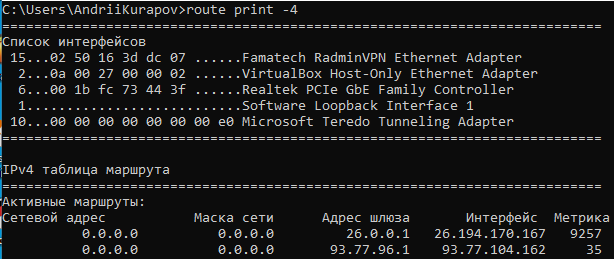 C:\Users\AndriiKurapov>route print -4
===========================================================================
Список интерфейсов
15...02 50 16 3d dc 07 ......Famatech RadminVPN Ethernet Adapter
2...0a 00 27 00 00 02 ......VirtualBox Host-Only Ethernet Adapter
6...00 1b fc 73 44 3f ......Realtek PCIe GbE Family Controller
1...........................Software Loopback Interface 1
10...00 00 00 00 00 00 00 e0 Microsoft Teredo Tunneling Adapter
===========================================================================
IPv4 таблица маршрута
===========================================================================
Активные маршруты:
Сетевой адрес Маска сети Адрес шлюза Интерфейс Метрика
0.0.0.0 0.0.0.0 26.0.0.1 26.194.170.167 9257
0.0.0.0 0.0.0.0 93.77.96.1 93.77.104.162 35